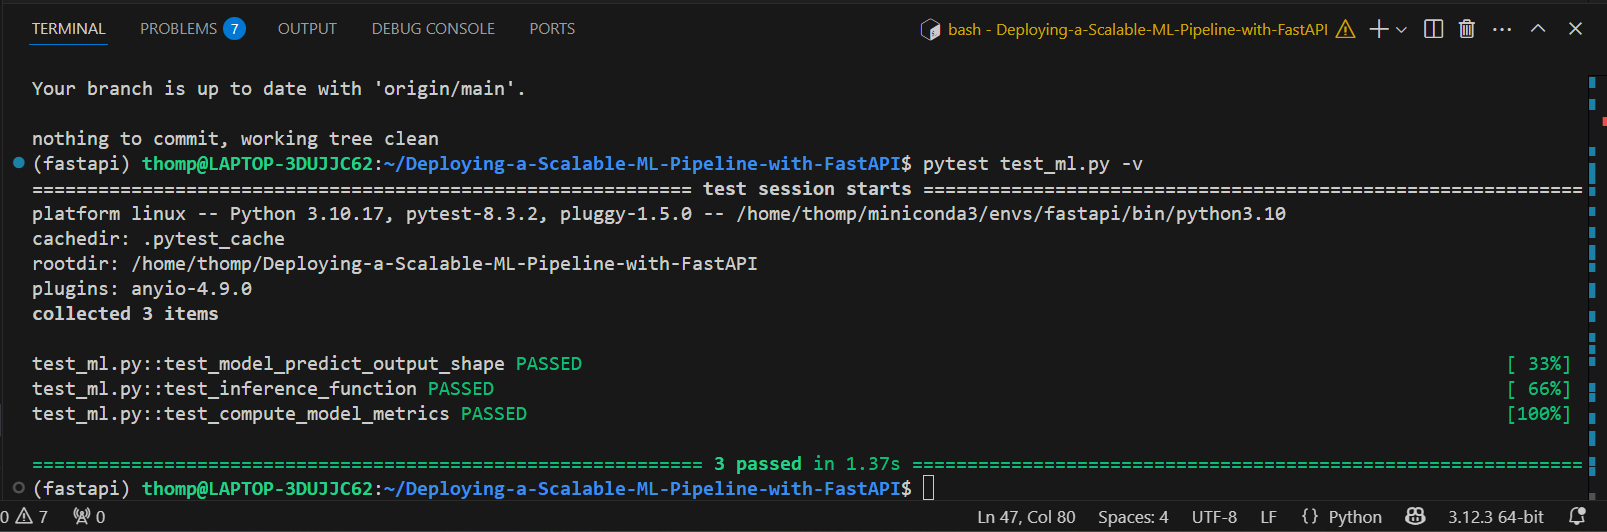 TERMINAL PROBLEMS 7 OUTPUT DEBUG CONSOLE PORTS bash - Deploying-a-Scalable-ML-Pipeline-with-FastAPI
Your branch is up to date with 'origin/main'.
nothing to commit, working tree clean
(fastapi) thomp@LAPTOP-3DUJJC62:~/Deploying-a-Scalable-ML-Pipeline-with-FastAPI$ pytest test_ml.py -v
============================================================ test session starts ============================================================
platform linux -- Python 3.10.17, pytest-8.3.2, pluggy-1.5.0 -- /home/thomp/miniconda3/envs/fastapi/bin/python3.10
cachedir: .pytest_cache
rootdir: /home/thomp/Deploying-a-Scalable-ML-Pipeline-with-FastAPI
plugins: anyio-4.9.0
collected 3 items
test_ml.py::test_model_predict_output_shape PASSED [ 33%]
test_ml.py::test_inference_function PASSED [ 66%]
test_ml.py::test_compute_model_metrics PASSED [100%]
============================================================= 3 passed in 1.37s =============================================================
(fastapi) thomp@LAPTOP-3DUJJC62:~/Deploying-a-Scalable-ML-Pipeline-with-FastAPI$
0 7 0 Ln 47, Col 80 Spaces: 4 UTF-8 LF {} Python 3.12.3 64-bit